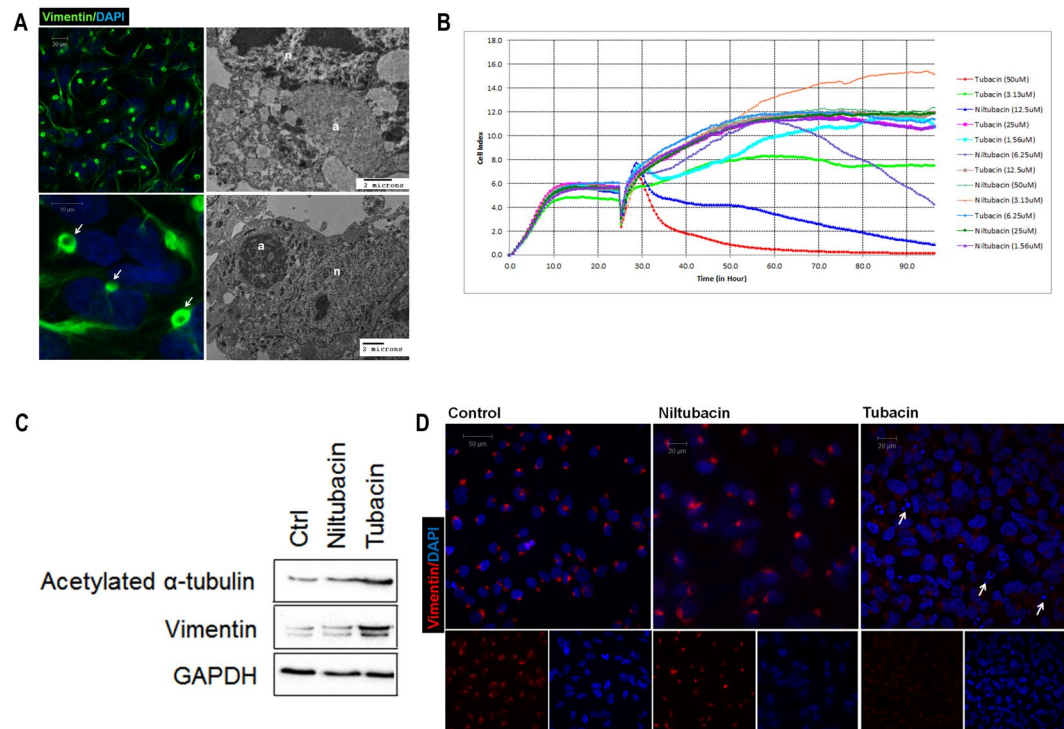 A
Vimentin/DAPI
20 μm
n
a
2 microns
10 μm
a
n
2 microns
B
Cell Index
18.0
16.0
14.0
12.0
10.0
8.0
6.0
4.0
2.0
0.0
0.0 10.0 20.0 30.0 40.0 50.0 60.0 70.0 80.0 90.0
Time (in Hour)
Tubacin (50uM)
Tubacin (3.13uM)
Niltubacin (12.5uM)
Tubacin (25uM)
Tubacin (1.56uM)
Niltubacin (6.25uM)
Tubacin (12.5uM)
Niltubacin (50uM)
Niltubacin (3.13uM)
Tubacin (6.25uM)
Niltubacin (25uM)
Niltubacin (1.56uM)
C
Ctrl
Niltubacin
Tubacin
Acetylated α-tubulin
Vimentin
GAPDH
D
Control
Niltubacin
Tubacin
Vimentin/DAPI
50 μm
20 μm
20 μm